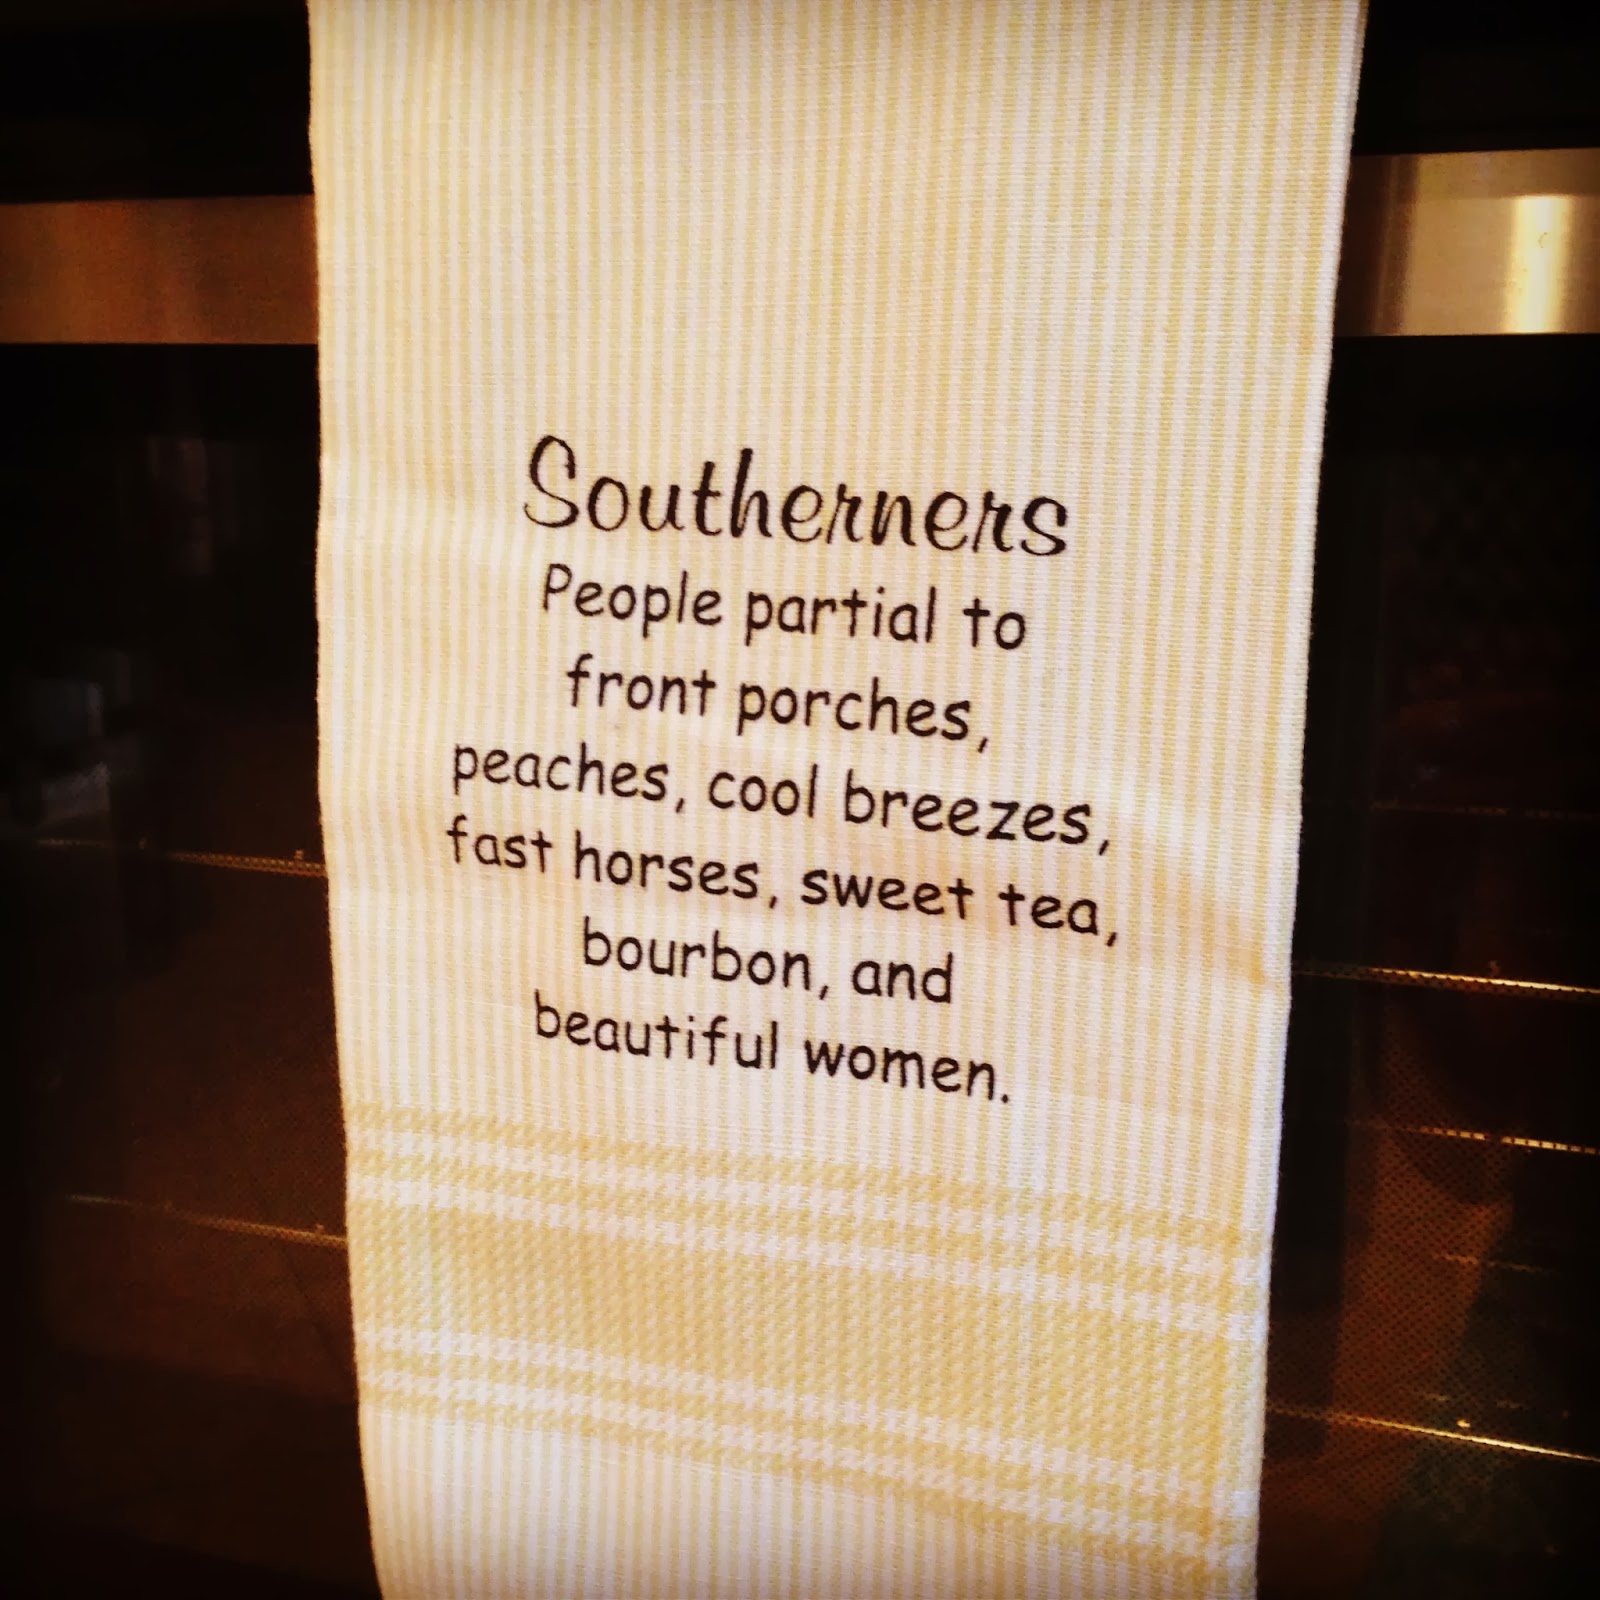 Southerners
People partial to
front porches,
peaches, cool breezes,
fast horses, sweet tea,
bourbon, and
beautiful women.